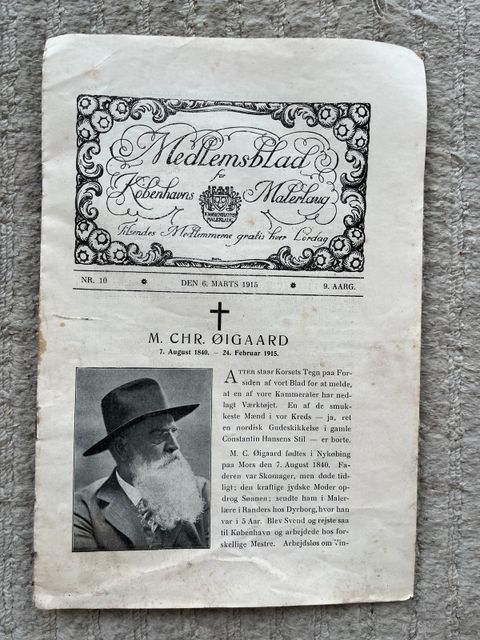 Medlemsblad
for
Københavns Malerlaug
KJØBENHAVNS
MALERLAUG
Tilsendes Medlemmerne gratis hver Lørdag
NR. 10 DEN 6. MARTS 1915 9. AARG.
M. CHR. ØIGAARD
7. August 1840. — 24. Februar 1915.
ATTER staar Korsets Tegn paa For-
siden af vort Blad for at melde,
at en af vore Kammerater har ned-
lagt Værktøjet. En af de smuk-
keste Mænd i vor Kreds — ja, ret
en nordisk Gudeskikkelse i gamle
Constantin Hansens Stil — er borte.
M. C. Øigaard fødtes i Nykøbing
paa Mors den 7. August 1840. Fa-
deren var Skomager, men døde tid-
ligt; den kraftige jydske Moder op-
drog Sønnen; sendte ham i Maler-
lære i Randers hos Dyrborg, hvor han
var i 5 Aar. Blev Svend og rejste saa
til København og arbejdede hos for-
skellige Mestre. Arbejdsløs om Vin-